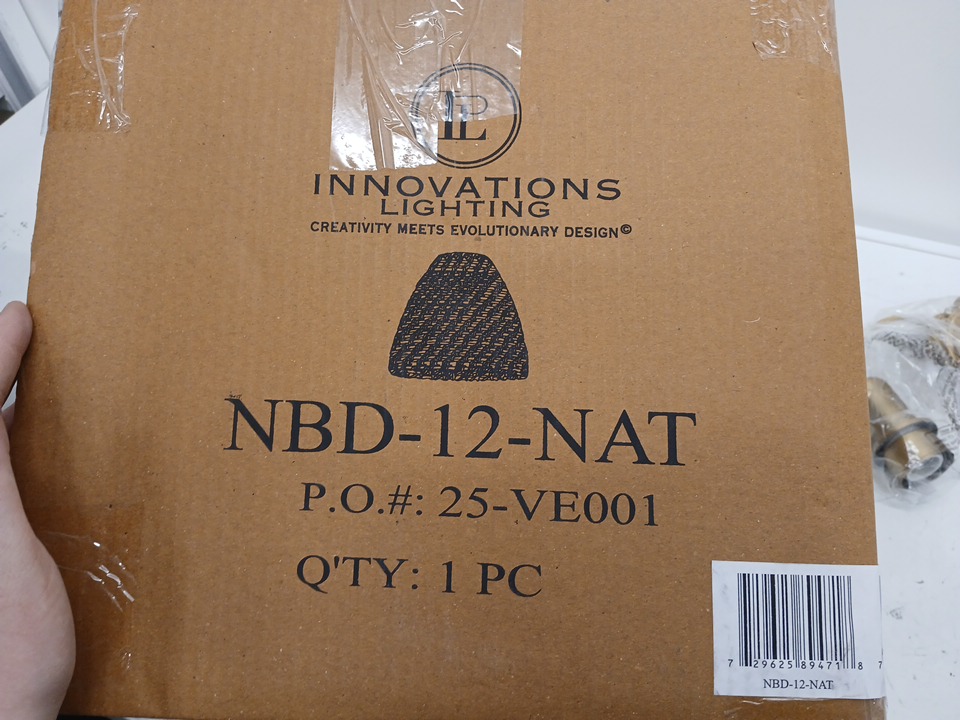 INNOVATIONS
LIGHTING
CREATIVITY MEETS EVOLUTIONARY DESIGN©
NBD-12-NAT
P.O.#: 25-VE001
Q'TY: 1 PC
7 29625 89471 8 7
NBD-12-NAT